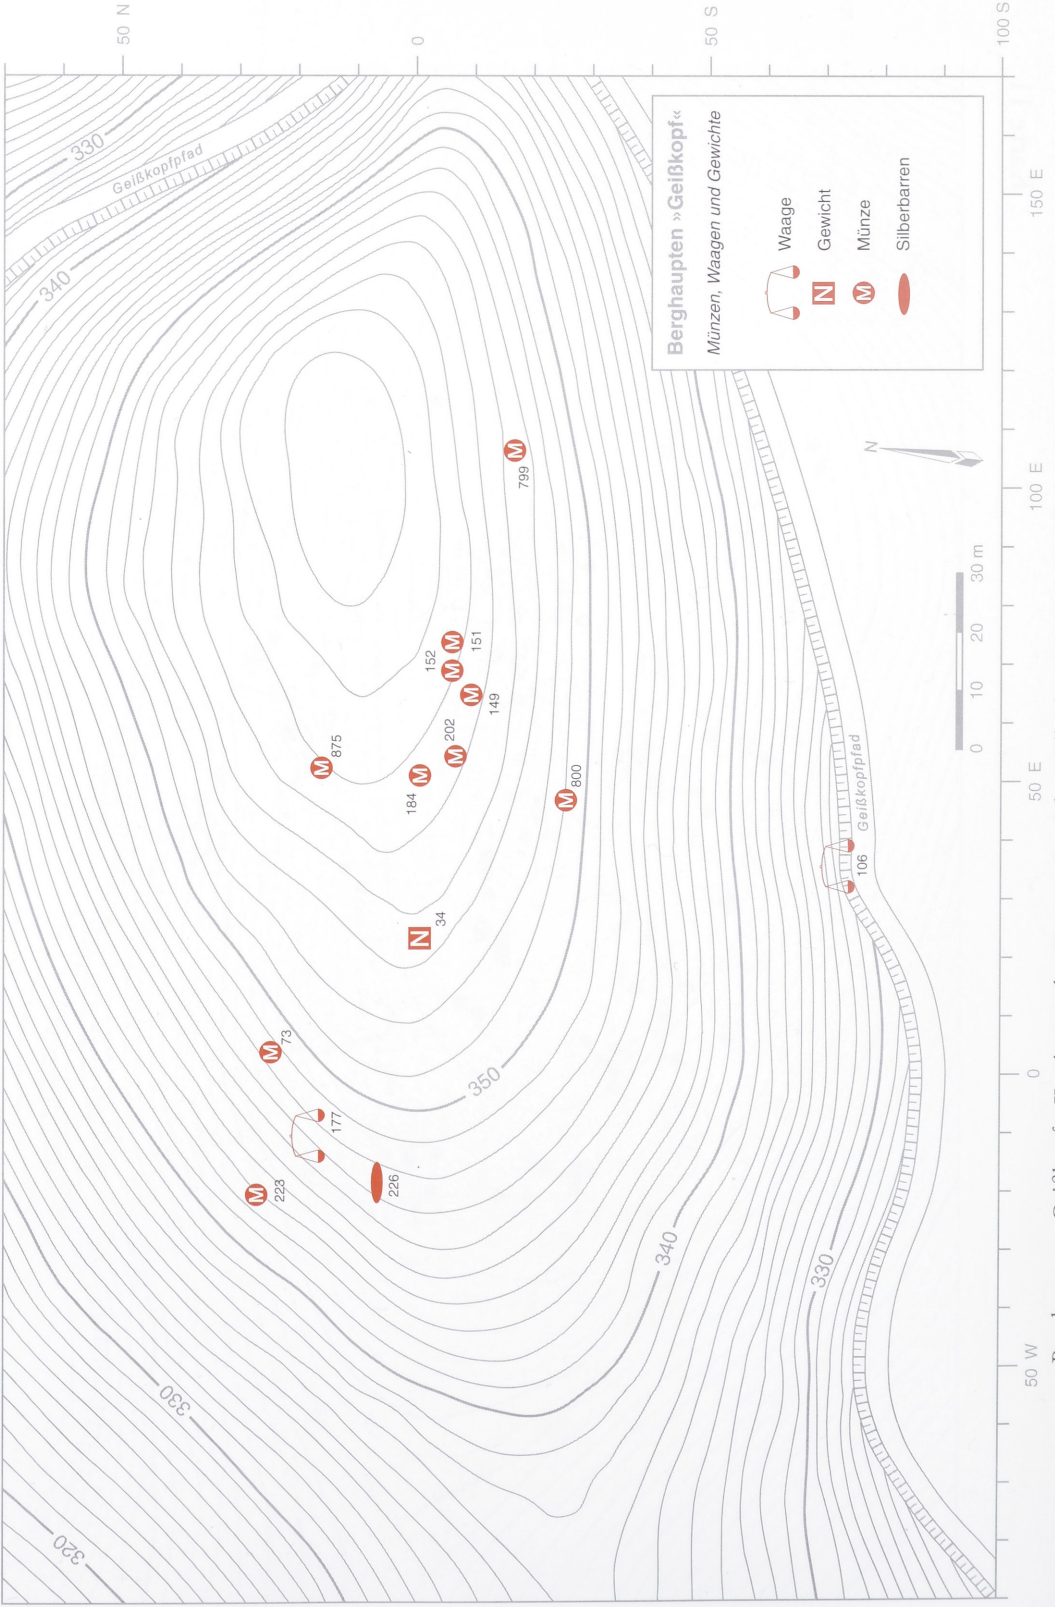 Berghaupten »Geißkopf«
Münzen, Waagen und Gewichte
Waage
N Gewicht
M Münze
Silberbarren
50 N
0
50 S
100 S
50 W
0
50 E
100 E
150 E
0 10 20 30 m
N
Geißkopfpfad
Geißkopfpfad
320
330
340
350
340
330
340
330
M 223
177
226
M 73
N 34
M 875
M 184
M 202
M 149
M 152
M 151
M 800
M 799
106